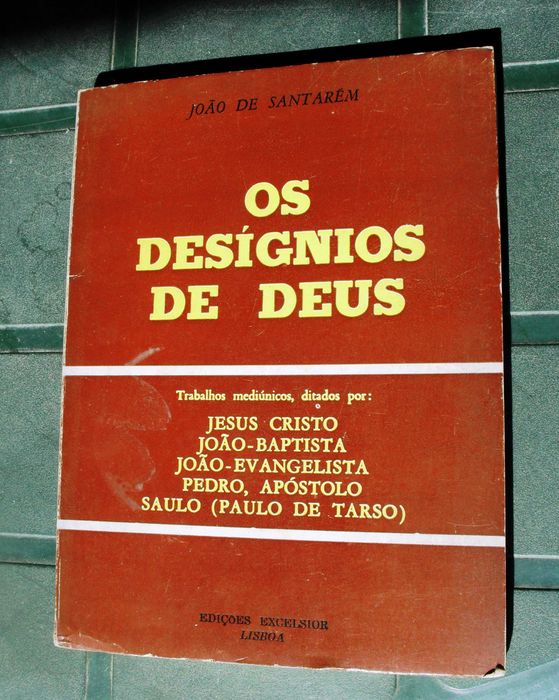 JOÃO DE SANTARÉM
OS
DESÍGNIOS
DE DEUS
Trabalhos mediúnicos, ditados por:
JESUS CRISTO
JOÃO-BAPTISTA
JOÃO-EVANGELISTA
PEDRO, APÓSTOLO
SAULO (PAULO DE TARSO)
EDIÇÕES EXCELSIOR
LISBOA